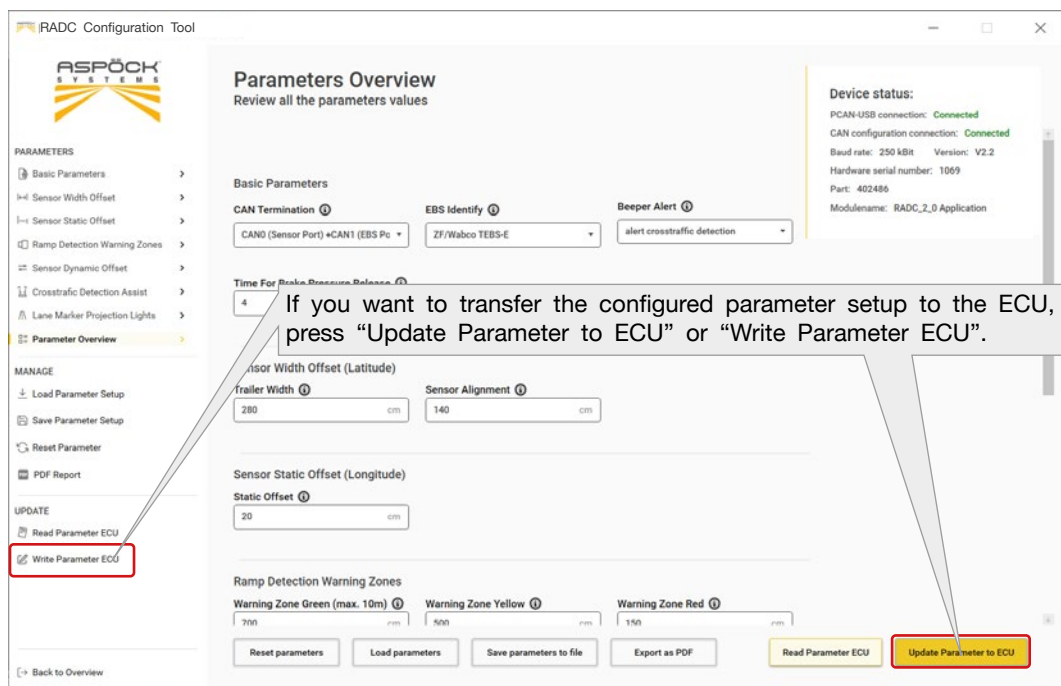 RADC Configuration Tool
ASPÖCK
SYSTEMS
PARAMETERS
Basic Parameters
Sensor Width Offset
Sensor Static Offset
Ramp Detection Warning Zones
Sensor Dynamic Offset
Crosstrafic Detection Assist
Lane Marker Projection Lights
Parameter Overview
MANAGE
Load Parameter Setup
Save Parameter Setup
Reset Parameter
PDF Report
UPDATE
Read Parameter ECU
Write Parameter ECU
Back to Overview
Parameters Overview
Review all the parameters values
Device status:
PCAN-USB connection: Connected
CAN configuration connection: Connected
Baud rate: 250 kBit Version: V2.2
Hardware serial number: 1069
Part: 402486
Modulename: RADC_2_0 Application
Basic Parameters
CAN Termination EBS Identify Beeper Alert
CAN0 (Sensor Port) +CAN1 (EBS Po ZF/Wabco TEBS-E alert crosstraffic detection
Time For Brake Pressure Release
4
If you want to transfer the configured parameter setup to the ECU,
press “Update Parameter to ECU” or “Write Parameter ECU”.
Sensor Width Offset (Latitude)
Trailer Width Sensor Alignment
280 cm 140 cm
Sensor Static Offset (Longitude)
Static Offset
20 cm
Ramp Detection Warning Zones
Warning Zone Green (max. 10m) Warning Zone Yellow Warning Zone Red
700 cm 500 cm 150 cm
Reset parameters Load parameters Save parameters to file Export as PDF Read Parameter ECU Update Parameter to ECU